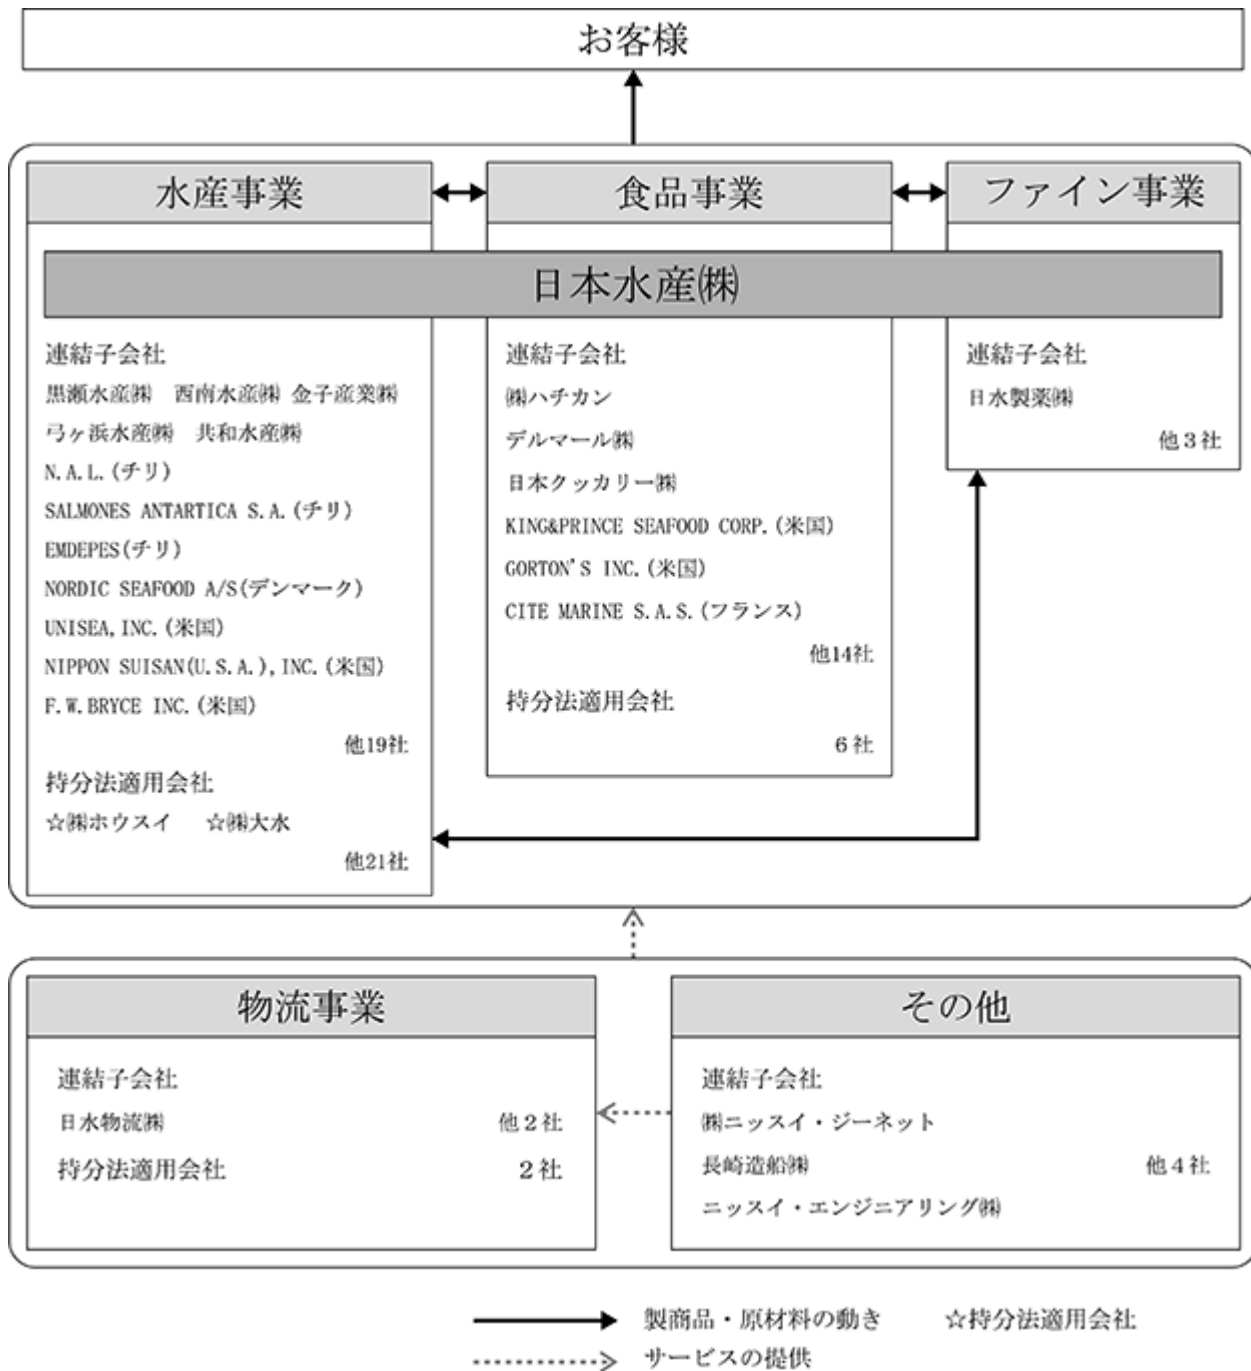 お客様
水産事業
食品事業
ファイン事業
日本水産㈱
連結子会社
黒瀬水産㈱　西南水産㈱ 金子産業㈱
弓ヶ浜水産㈱　共和水産㈱
N.A.L.(チリ)
SALMONES ANTARTICA S.A.(チリ)
EMDEPES(チリ)
NORDIC SEAFOOD A/S(デンマーク)
UNISEA,INC.(米国)
NIPPON SUISAN(U.S.A.),INC.(米国)
F.W.BRYCE INC.(米国)
他19社
持分法適用会社
☆㈱ホウスイ　☆㈱大水
他21社
連結子会社
㈱ハチカン
デルマール㈱
日本クッカリー㈱
KING&PRINCE SEAFOOD CORP.(米国)
GORTON'S INC.(米国)
CITE MARINE S.A.S.(フランス)
他14社
持分法適用会社
６社
連結子会社
日水製薬㈱
他３社
物流事業
連結子会社
日水物流㈱　他２社
持分法適用会社　２社
その他
連結子会社
㈱ニッスイ・ジーネット
長崎造船㈱　他４社
ニッスイ・エンジニアリング㈱
製商品・原材料の動き　☆持分法適用会社
サービスの提供